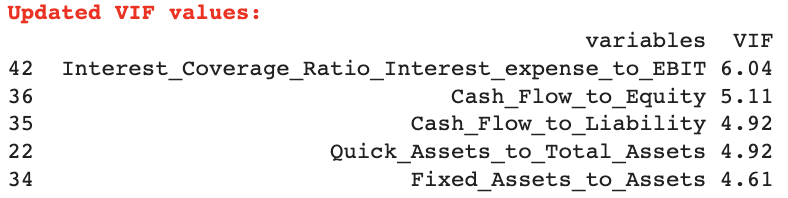 Updated VIF values:
variables VIF
42 Interest_Coverage_Ratio_Interest_expense_to_EBIT 6.04
36 Cash_Flow_to_Equity 5.11
35 Cash_Flow_to_Liability 4.92
22 Quick_Assets_to_Total_Assets 4.92
34 Fixed_Assets_to_Assets 4.61